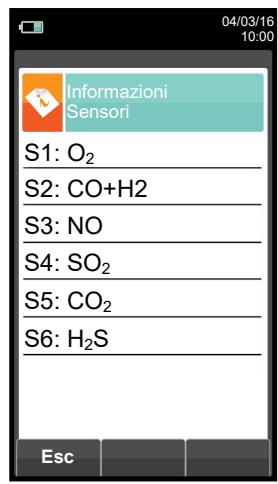 04/03/16
10:00
Informazioni
Sensori
S1: O₂
S2: CO+H2
S3: NO
S4: SO₂
S5: CO₂
S6: H₂S
Esc